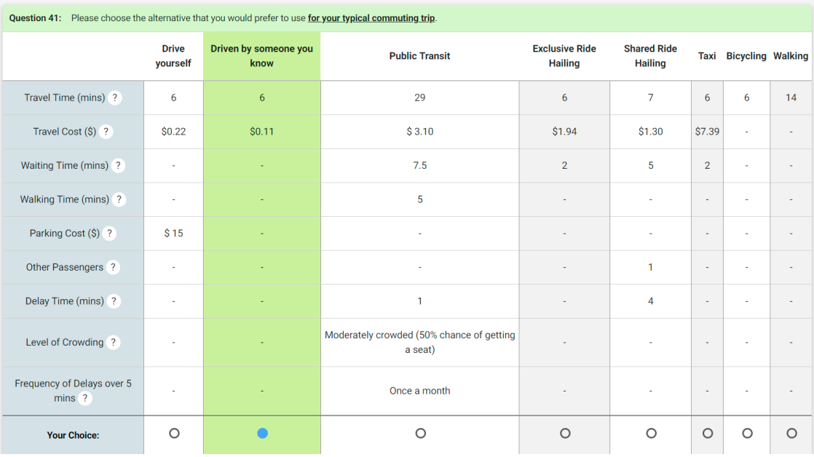 Question 41: Please choose the alternative that you would prefer to use for your typical commuting trip.
Drive yourself Driven by someone you know Public Transit Exclusive Ride Hailing Shared Ride Hailing Taxi Bicycling Walking
Travel Time (mins) ? 6 6 29 6 7 6 6 14
Travel Cost ($) ? $0.22 $0.11 $ 3.10 $1.94 $1.30 $7.39 - -
Waiting Time (mins) ? - - 7.5 2 5 2 - -
Walking Time (mins) ? - - 5 - - - - -
Parking Cost ($) ? $ 15 - - - - - - -
Other Passengers ? - - - - 1 - - -
Delay Time (mins) ? - - 1 - 4 - - -
Level of Crowding ? - - Moderately crowded (50% chance of getting a seat) - - - - -
Frequency of Delays over 5 mins ? - - Once a month - - - - -
Your Choice: